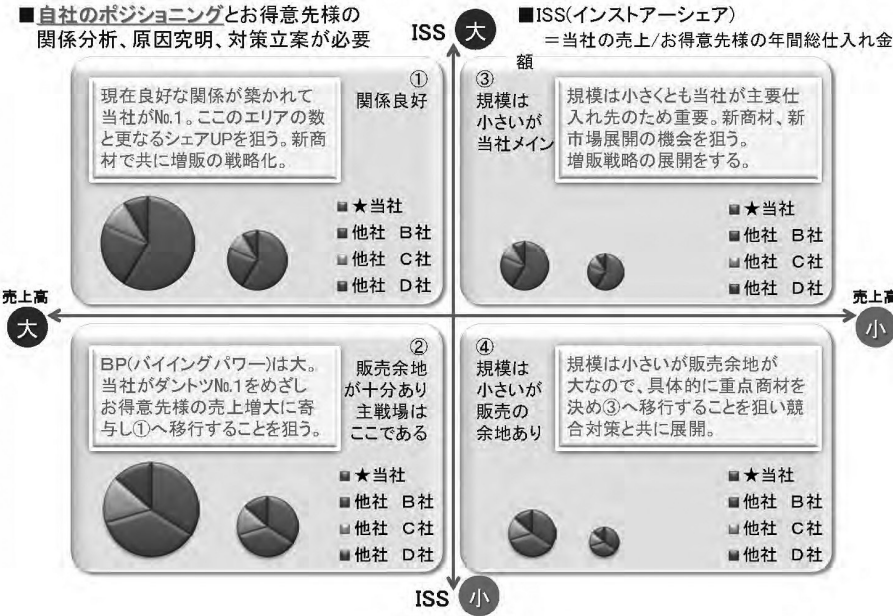 ■自社のポジショニングとお得意先様の
関係分析、原因究明、対策立案が必要
ISS 大
■ISS(インストアーシェア)
＝当社の売上/お得意先様の年間総仕入れ金
額
①
関係良好
現在良好な関係が築かれて
当社が№1。ここのエリアの数
と更なるシェアUPを狙う。新商
材で共に増販の戦略化。
■★当社
■他社 B社
■他社 C社
■他社 D社
③
規模は
小さいが
当社メイン
規模は小さくとも当社が主要仕
入れ先のため重要。新商材、新
市場展開の機会を狙う。
増販戦略の展開をする。
■★当社
■他社 B社
■他社 C社
■他社 D社
売上高
大
売上高
小
②
販売余地
が十分あり
主戦場は
ここである
BP(バイイングパワー)は大。
当社がダントツ№1をめざし
お得意先様の売上増大に寄
与し①へ移行することを狙う。
■★当社
■他社 B社
■他社 C社
■他社 D社
④
規模は
小さいが
販売の
余地あり
規模は小さいが販売余地が
大なので、具体的に重点商材を
決め③へ移行することを狙い競
合対策と共に展開。
■★当社
■他社 B社
■他社 C社
■他社 D社
ISS 小